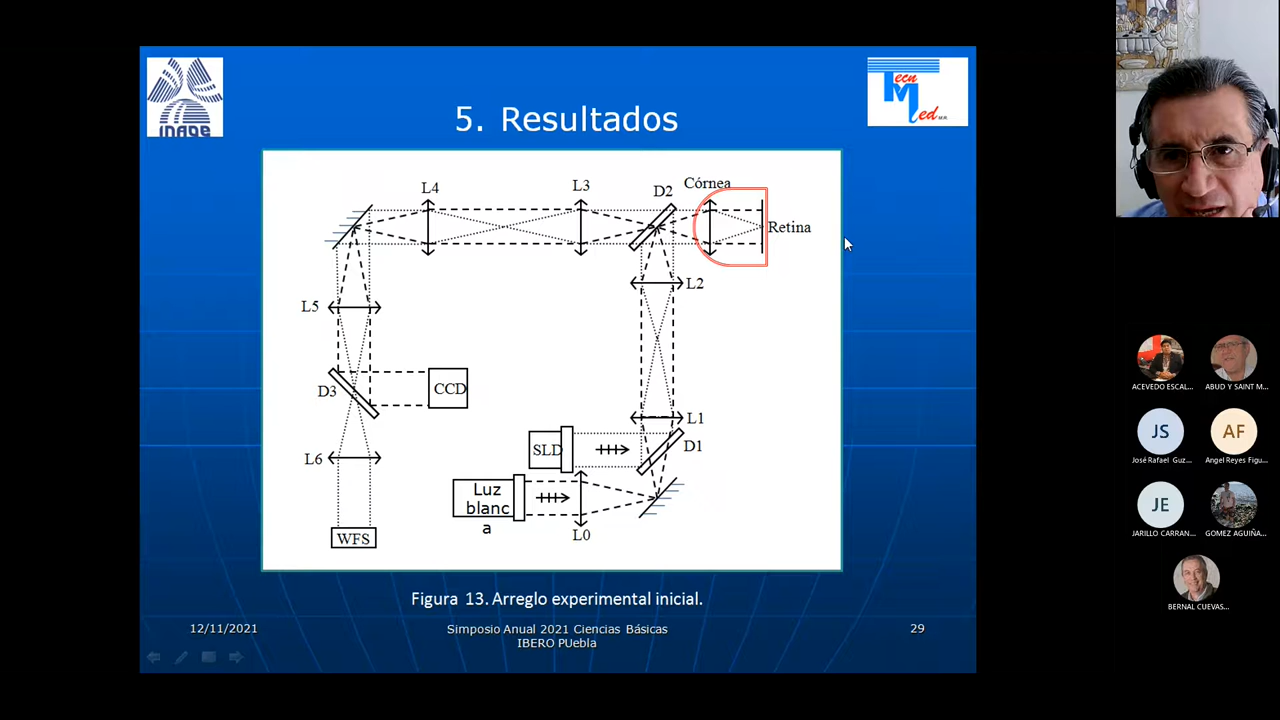 INAOE
Tecn
Med
5. Resultados
L4
L3
D2
Córnea
Retina
L2
L5
D3
CCD
L1
SLD
D1
L6
Luz
blanc
a
L0
WFS
Figura 13. Arreglo experimental inicial.
12/11/2021
Simposio Anual 2021 Ciencias Básicas
IBERO PUebla
29
ACEVEDO ESCAL...
ABUD Y SAINT M...
JS
AF
José Rafael Guz...
Angel Reyes Figu...
JE
JARILLO CARRAN...
GOMEZ AGUIÑA...
BERNAL CUEVAS...